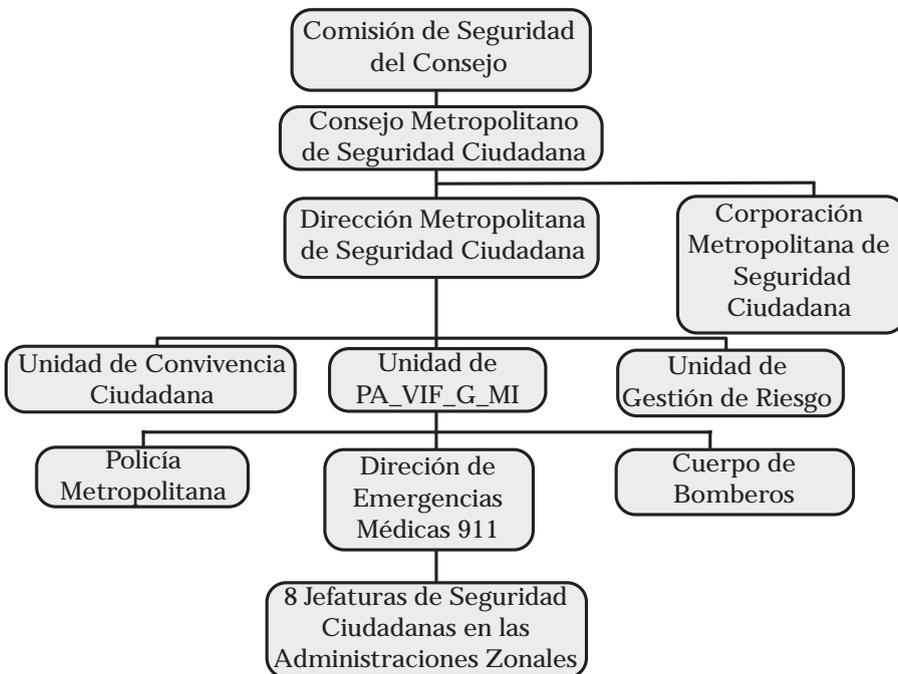 Comisión de Seguridad
del Consejo
Consejo Metropolitano
de Seguridad Ciudadana
Dirección Metropolitana
de Seguridad Ciudadana
Corporación
Metropolitana de
Seguridad
Ciudadana
Unidad de Convivencia
Ciudadana
Unidad de
PA_VIF_G_MI
Unidad de
Gestión de Riesgo
Policía
Metropolitana
Direción de
Emergencias
Médicas 911
Cuerpo de
Bomberos
8 Jefaturas de Seguridad
Ciudadanas en las
Administraciones Zonales